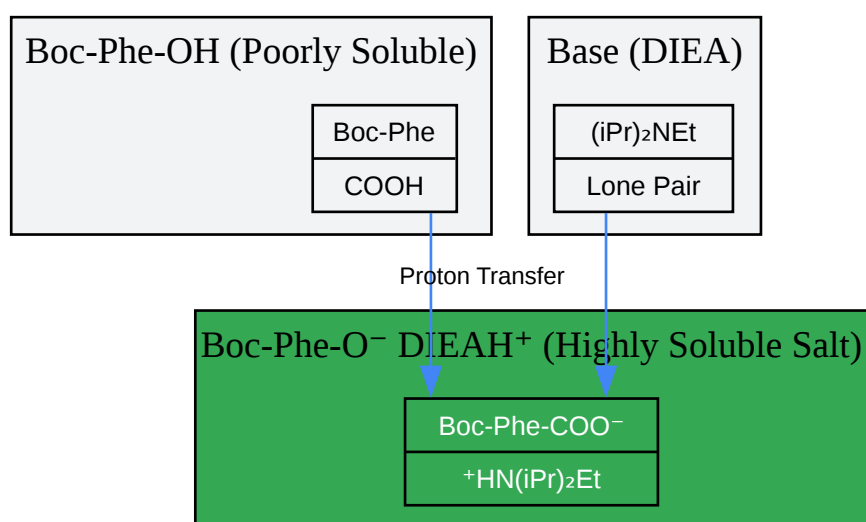 Boc-Phe-OH (Poorly Soluble)
Boc-Phe
COOH
Base (DIEA)
(iPr)₂NEt
Lone Pair
Proton Transfer
Boc-Phe-O⁻ DIEAH⁺ (Highly Soluble Salt)
Boc-Phe-COO⁻
⁺HN(iPr)₂Et